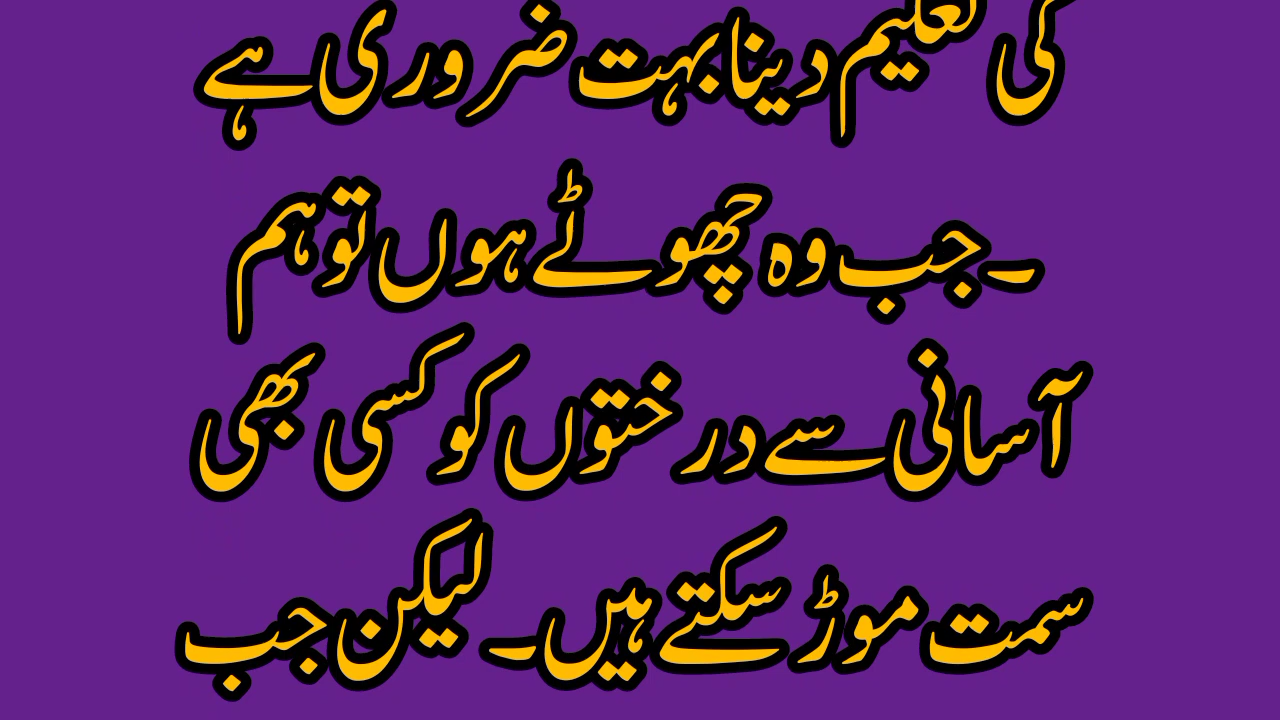 کی تعلیم دینا بہت ضروری ہے
۔جب وہ چھوٹے ہوں تو ہم
آسانی سے درختوں کو کسی بھی
سمت موڑ سکتے ہیں۔ لیکن جب